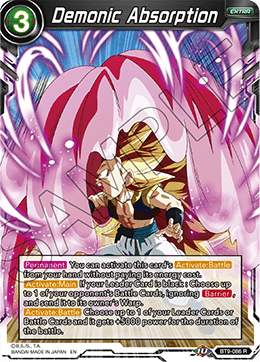 3
Demonic Absorption
EXTRA
Permanent You can activate this card's Activate:Battle
from your hand without paying its energy cost.
Activate:Main If your Leader Card is black: Choose up
to 1 of your opponent's Battle Cards, ignoring Barrier,
and send it to its owner's Warp.
Activate:Battle Choose up to 1 of your Leader Cards or
Battle Cards and it gets +5000 power for the duration of
the battle.
©B.S./S., T.A.
BANDAI MADE IN JAPAN EN
BT9-086 R